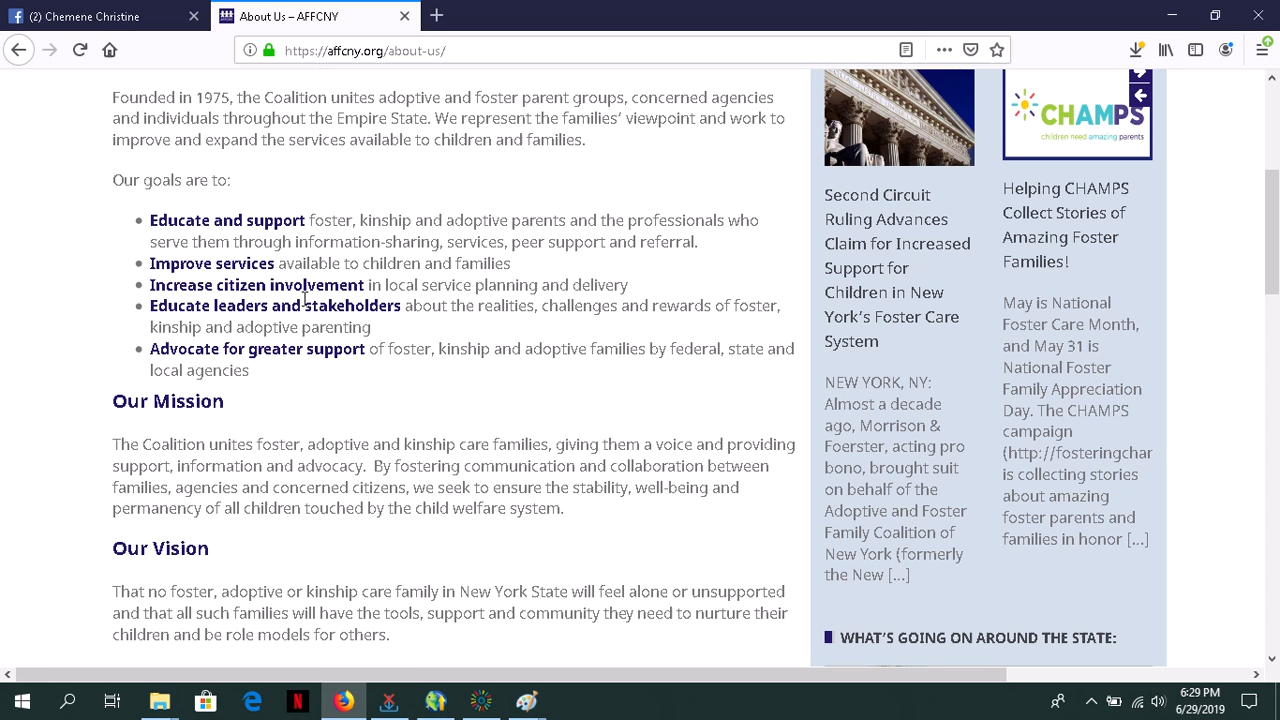 (2) Chemene Christine
About Us – AFFCNY
https://affcny.org/about-us/
Founded in 1975, the Coalition unites adoptive and foster parent groups, concerned agencies
and individuals throughout the Empire State. We represent the families' viewpoint and work to
improve and expand the services available to children and families.
Our goals are to:
Educate and support foster, kinship and adoptive parents and the professionals who
serve them through information-sharing, services, peer support and referral.
Improve services available to children and families
Increase citizen involvement in local service planning and delivery
Educate leaders and stakeholders about the realities, challenges and rewards of foster,
kinship and adoptive parenting
Advocate for greater support of foster, kinship and adoptive families by federal, state and
local agencies
Our Mission
The Coalition unites foster, adoptive and kinship care families, giving them a voice and providing
support, information and advocacy.  By fostering communication and collaboration between
families, agencies and concerned citizens, we seek to ensure the stability, well-being and
permanency of all children touched by the child welfare system.
Our Vision
That no foster, adoptive or kinship care family in New York State will feel alone or unsupported
and that all such families will have the tools, support and community they need to nurture their
children and be role models for others.
Second Circuit
Ruling Advances
Claim for Increased
Support for
Children in New
York's Foster Care
System
NEW YORK, NY:
Almost a decade
ago, Morrison &
Foerster, acting pro
bono, brought suit
on behalf of the
Adoptive and Foster
Family Coalition of
New York (formerly
the New [...]
CHAMPS
children need amazing parents
Helping CHAMPS
Collect Stories of
Amazing Foster
Families!
May is National
Foster Care Month,
and May 31 is
National Foster
Family Appreciation
Day. The CHAMPS
campaign
(http://fosteringchar
is collecting stories
about amazing
foster parents and
families in honor [...]
WHAT'S GOING ON AROUND THE STATE:
6:29 PM
6/29/2019